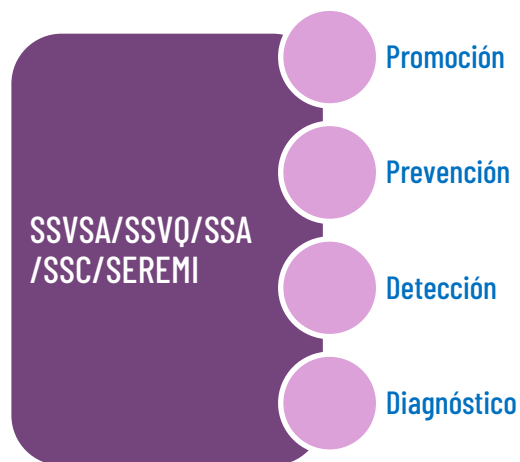 Promoción
Prevención
SSVSA/SSVQ/SSA
/SSC/SEREMI
Detección
Diagnóstico